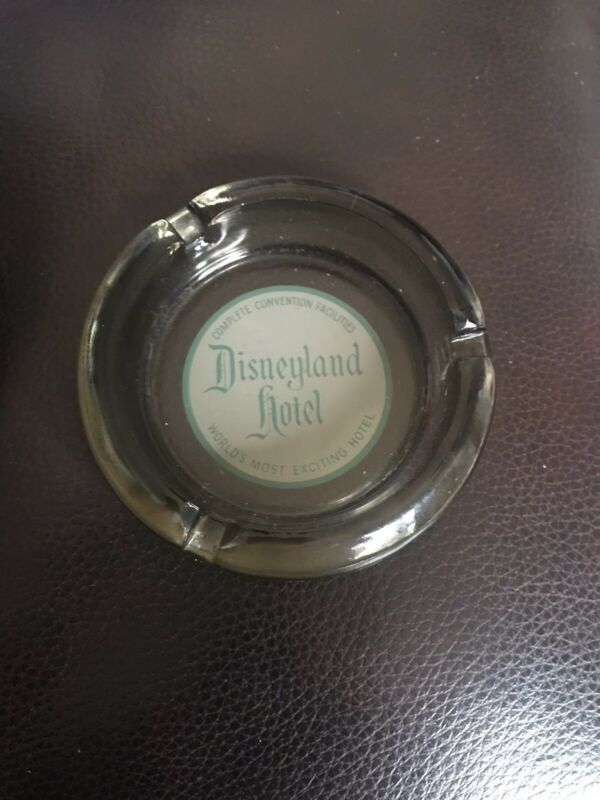 COMPLETE CONVENTION FACILITIES
Disneyland
Hotel
WORLD'S MOST EXCITING HOTEL